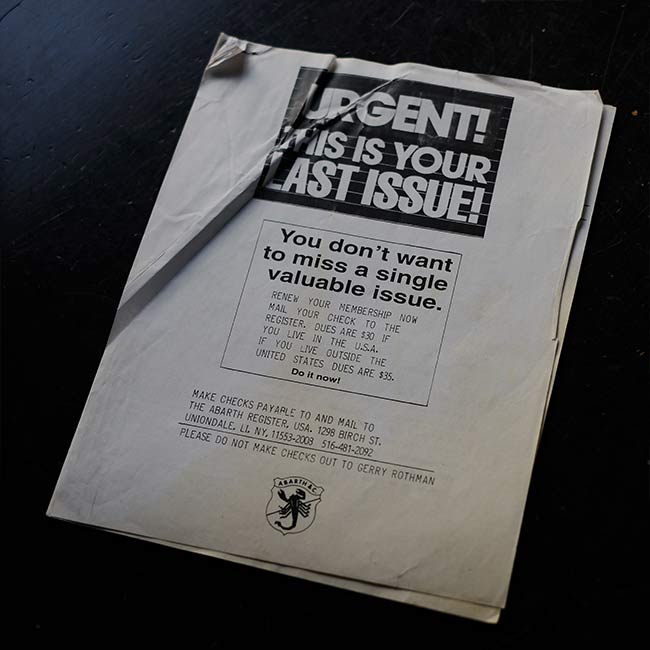 URGENT!
THIS IS YOUR
LAST ISSUE!
You don't want
to miss a single
valuable issue.
RENEW YOUR MEMBERSHIP NOW
MAIL YOUR CHECK TO THE
REGISTER. DUES ARE $30 IF
YOU LIVE IN THE U.S.A.
IF YOU LIVE OUTSIDE THE
UNITED STATES DUES ARE $35.
Do it now!
MAKE CHECKS PAYABLE TO AND MAIL TO
THE ABARTH REGISTER, USA. 1298 BIRCH ST.
UNIONDALE, LI, NY, 11553-2008 516-481-2092
PLEASE DO NOT MAKE CHECKS OUT TO GERRY ROTHMAN
ABARTH&C